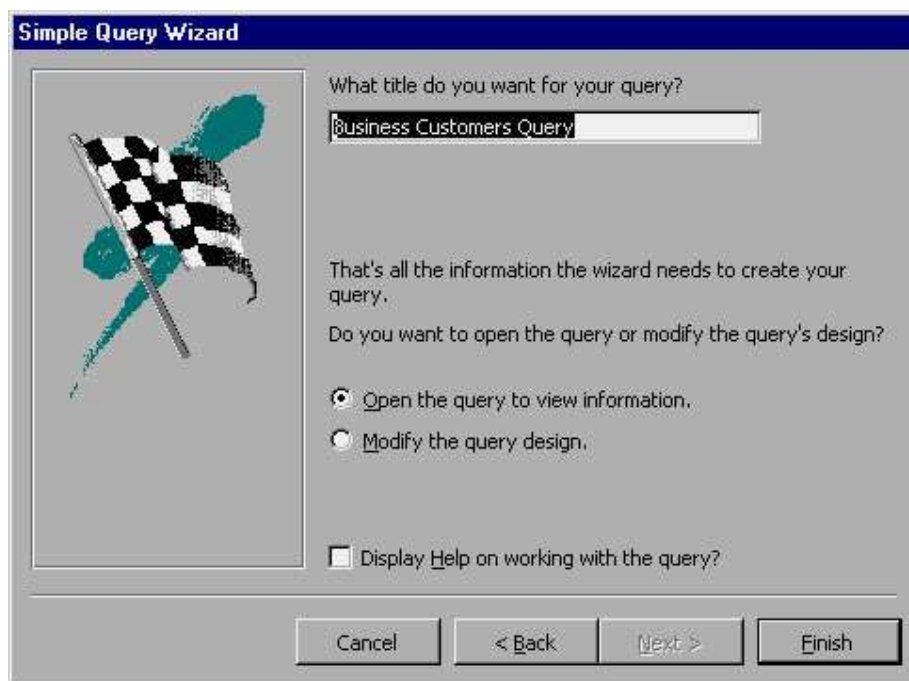 Simple Query Wizard
What title do you want for your query?
Business Customers Query
That's all the information the wizard needs to create your
query.
Do you want to open the query or modify the query's design?
Open the query to view information.
Modify the query design.
Display Help on working with the query?
Cancel
< Back
Next >
Finish